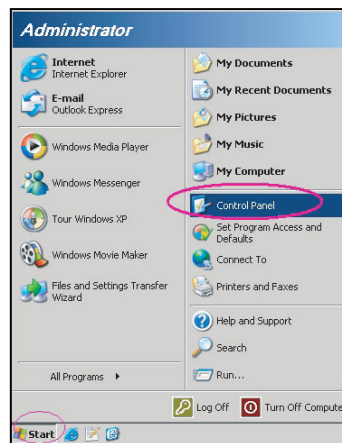 Administrator
Internet
Internet Explorer
E-mail
Outlook Express
Windows Media Player
Windows Messenger
Tour Windows XP
Windows Movie Maker
Files and Settings Transfer
Wizard
All Programs
My Documents
My Recent Documents
My Pictures
My Music
My Computer
Control Panel
Set Program Access and
Defaults
Connect To
Printers and Faxes
Help and Support
Search
Run...
Log Off
Turn Off Compute
Start